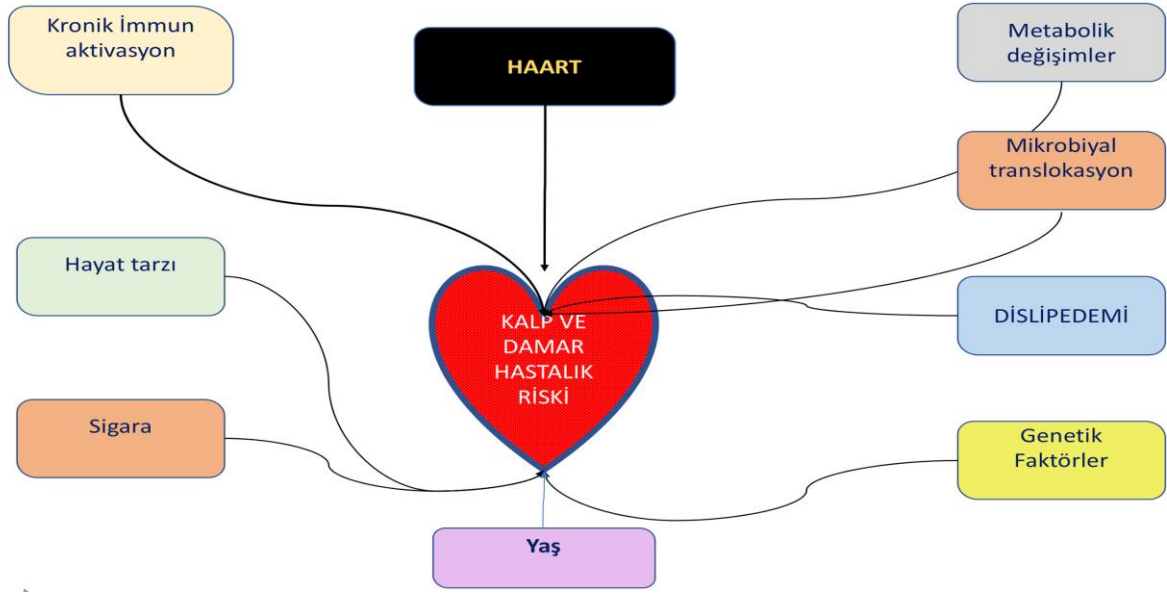 Kronik İmmun
aktivasyon
HAART
Metabolik
değişimler
Mikrobiyal
translokasyon
Hayat tarzı
KALP VE
DAMAR
HASTALIK
RİSKİ
DİSLİPEDEMİ
Sigara
Genetik
Faktörler
Yaş